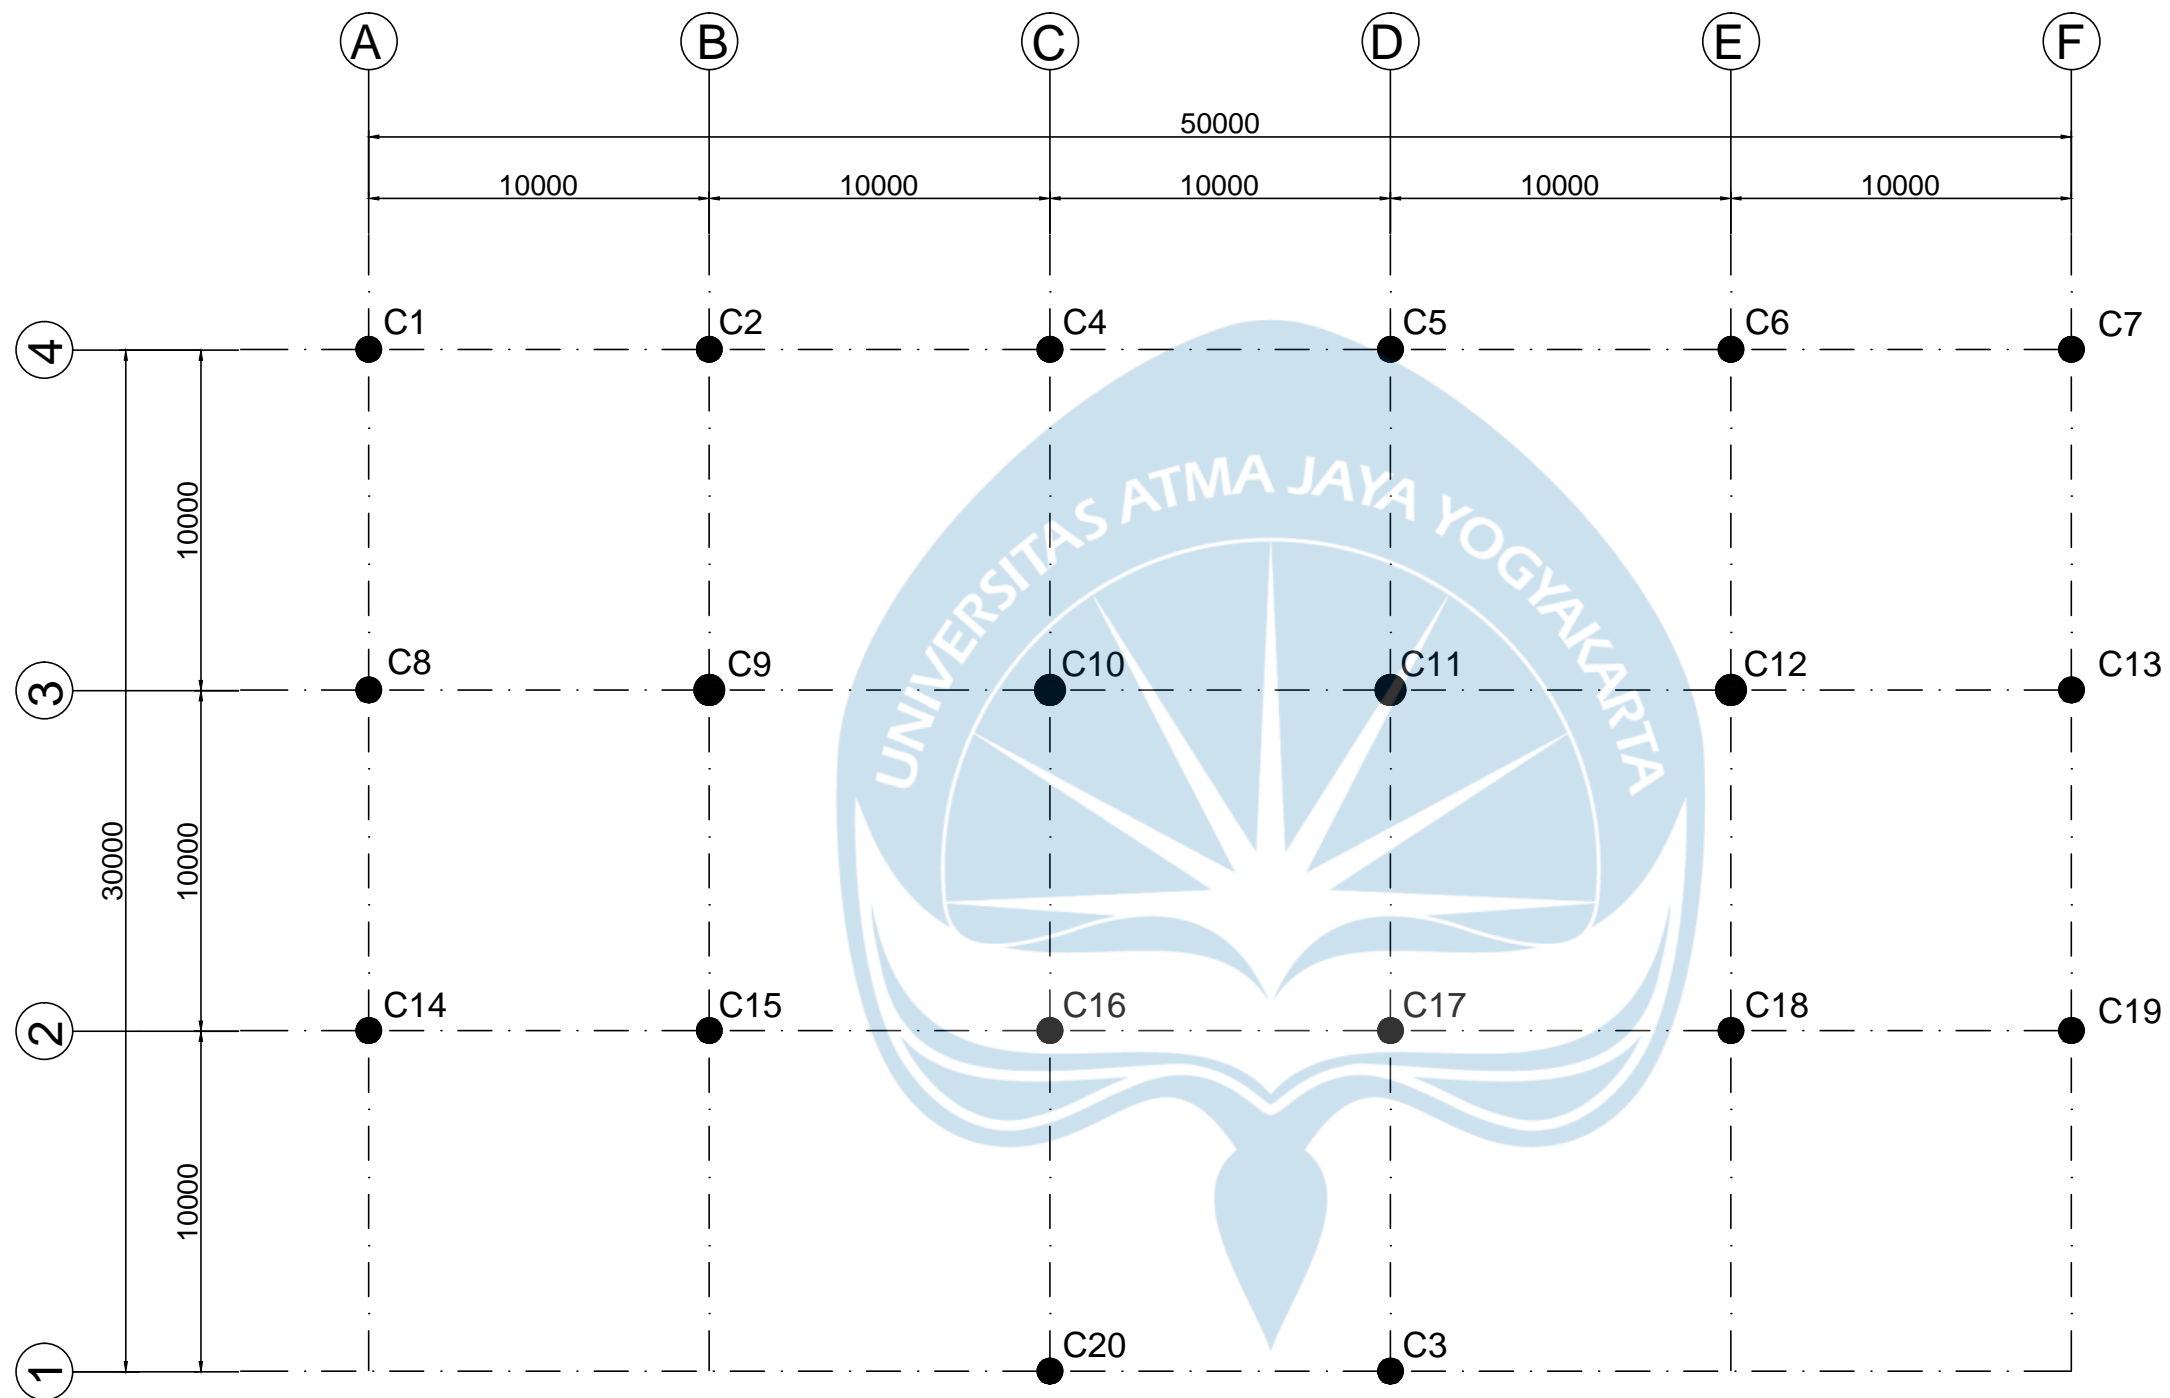 A B C D E F
50000
10000 10000 10000 10000 10000
4 C1 C2 C4 C5 C6 C7
10000
UNIVERSITAS ATMA JAYA YOGYAKARTA
3 C8 C9 C10 C11 C12 C13
30000 10000
2 C14 C15 C16 C17 C18 C19
10000
1 C20 C3